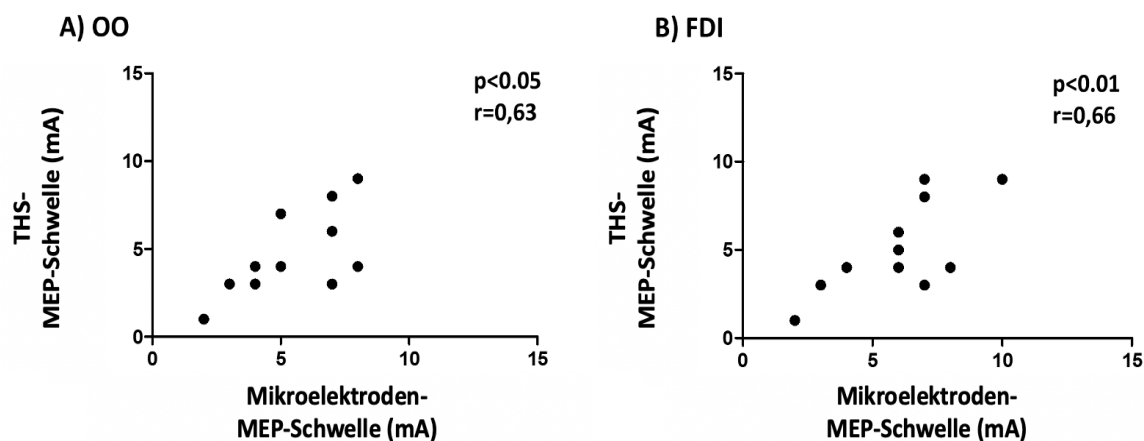 A) OO
p<0.05
r=0,63
THS-
MEP-Schwelle (mA)
15
10
5
0
0
5
10
15
Mikroelektroden-
MEP-Schwelle (mA)
B) FDI
p<0.01
r=0,66
THS-
MEP-Schwelle (mA)
15
10
5
0
0
5
10
15
Mikroelektroden-
MEP-Schwelle (mA)